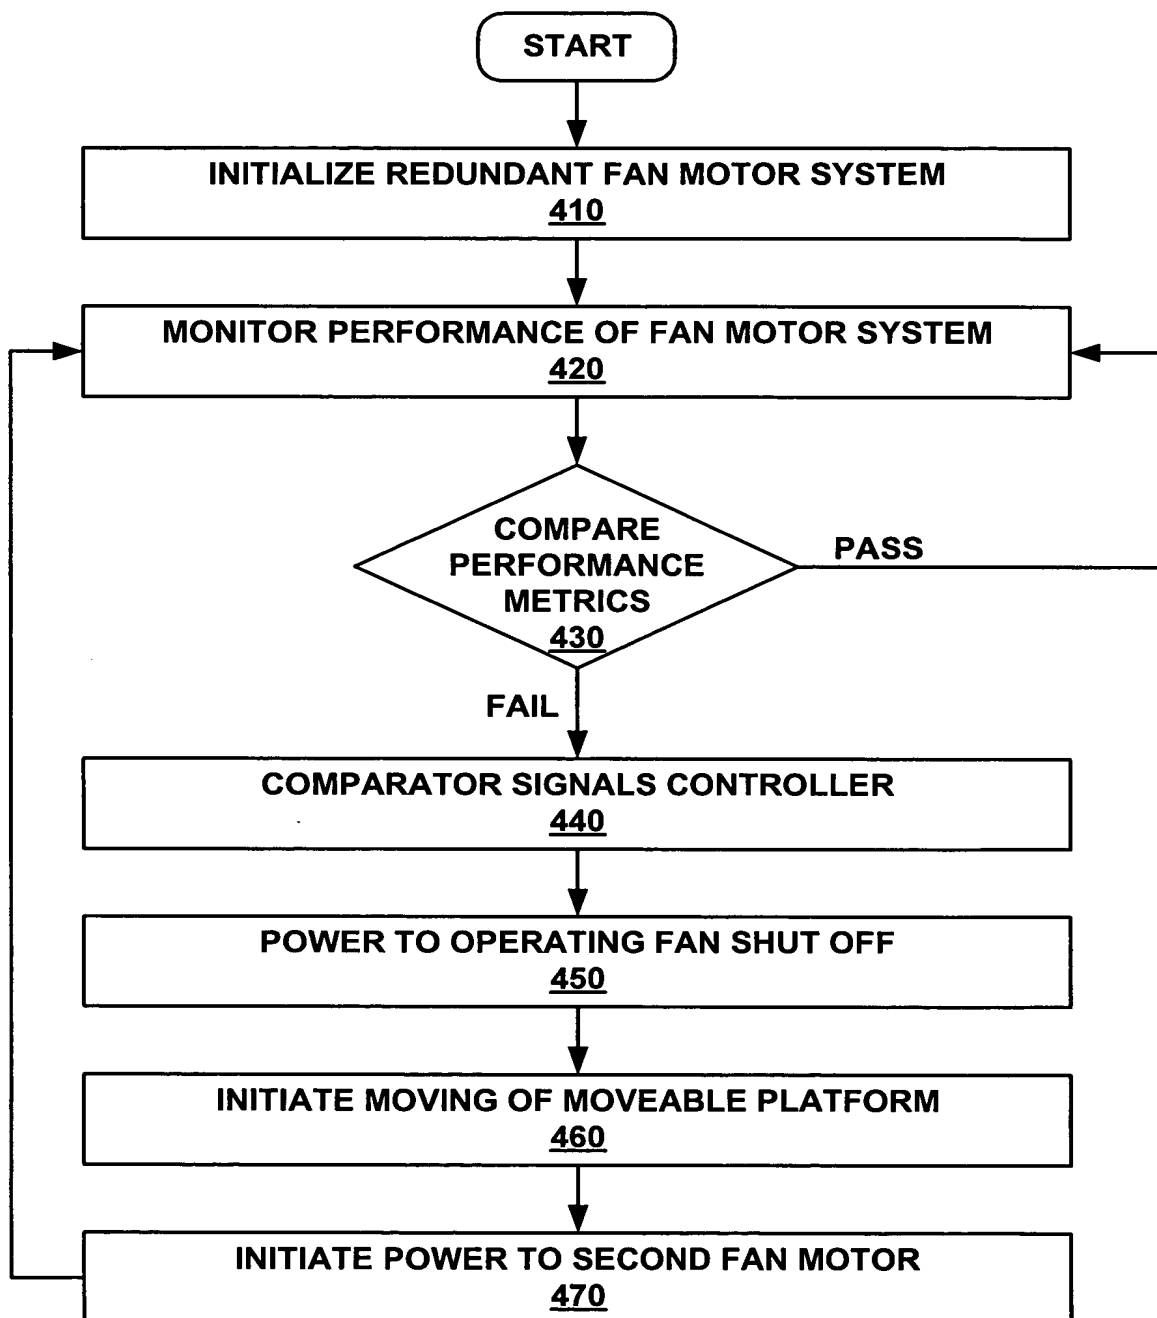 START
INITIALIZE REDUNDANT FAN MOTOR SYSTEM
410
MONITOR PERFORMANCE OF FAN MOTOR SYSTEM
420
COMPARE
PERFORMANCE
METRICS
430
PASS
FAIL
COMPARATOR SIGNALS CONTROLLER
440
POWER TO OPERATING FAN SHUT OFF
450
INITIATE MOVING OF MOVEABLE PLATFORM
460
INITIATE POWER TO SECOND FAN MOTOR
470